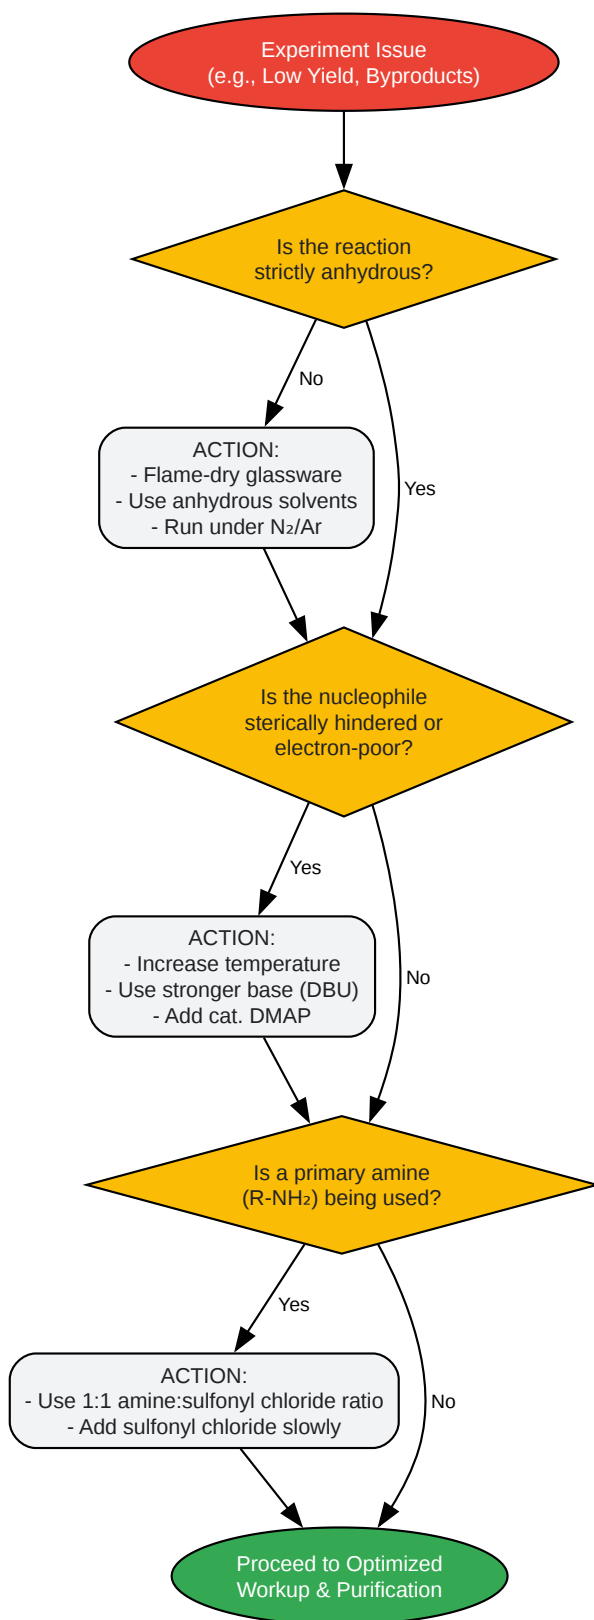 Experiment Issue
(e.g., Low Yield, Byproducts)
Is the reaction
strictly anhydrous?
No
Yes
ACTION:
- Flame-dry glassware
- Use anhydrous solvents
- Run under N₂/Ar
Is the nucleophile
sterically hindered or
electron-poor?
Yes
No
ACTION:
- Increase temperature
- Use stronger base (DBU)
- Add cat. DMAP
Is a primary amine
(R-NH₂) being used?
Yes
No
ACTION:
- Use 1:1 amine:sulfonyl chloride ratio
- Add sulfonyl chloride slowly
Proceed to Optimized
Workup & Purification